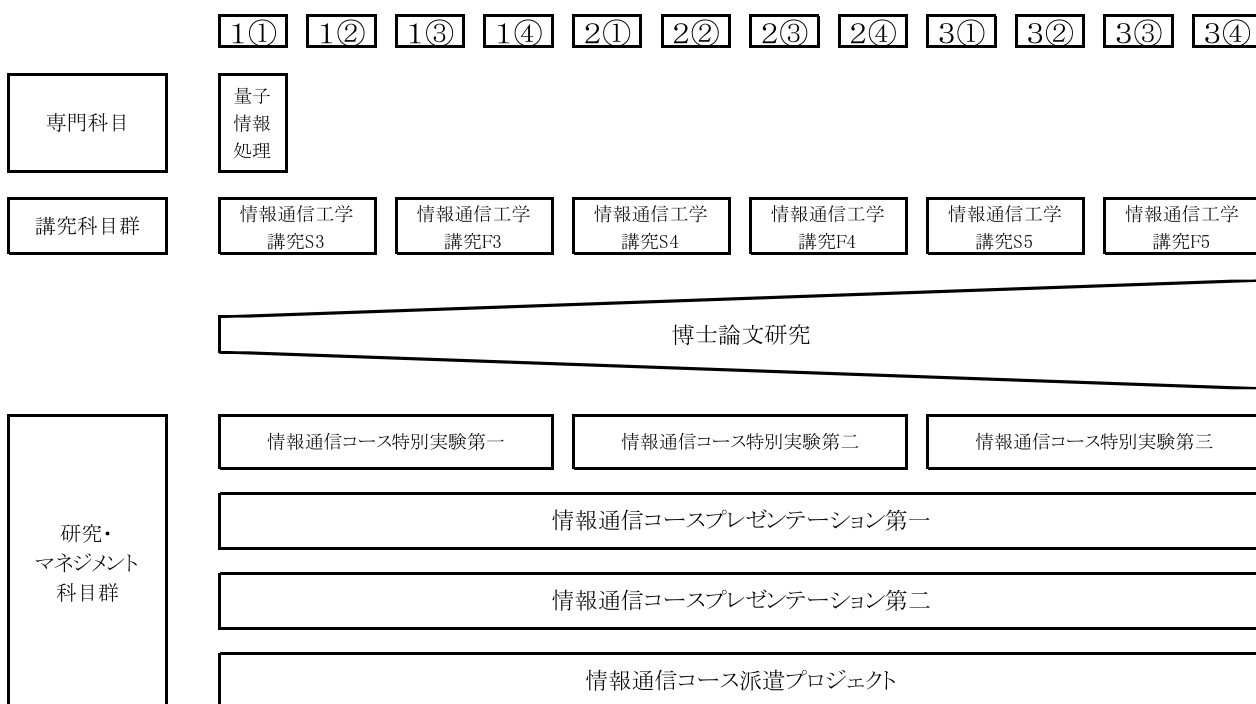 1① 1② 1③ 1④ 2① 2② 2③ 2④ 3① 3② 3③ 3④
専門科目
量子
情報
処理
講究科目群
情報通信工学
講究S3
情報通信工学
講究F3
情報通信工学
講究S4
情報通信工学
講究F4
情報通信工学
講究S5
情報通信工学
講究F5
博士論文研究
研究・
マネジメント
科目群
情報通信コース特別実験第一
情報通信コース特別実験第二
情報通信コース特別実験第三
情報通信コースプレゼンテーション第一
情報通信コースプレゼンテーション第二
情報通信コース派遣プロジェクト